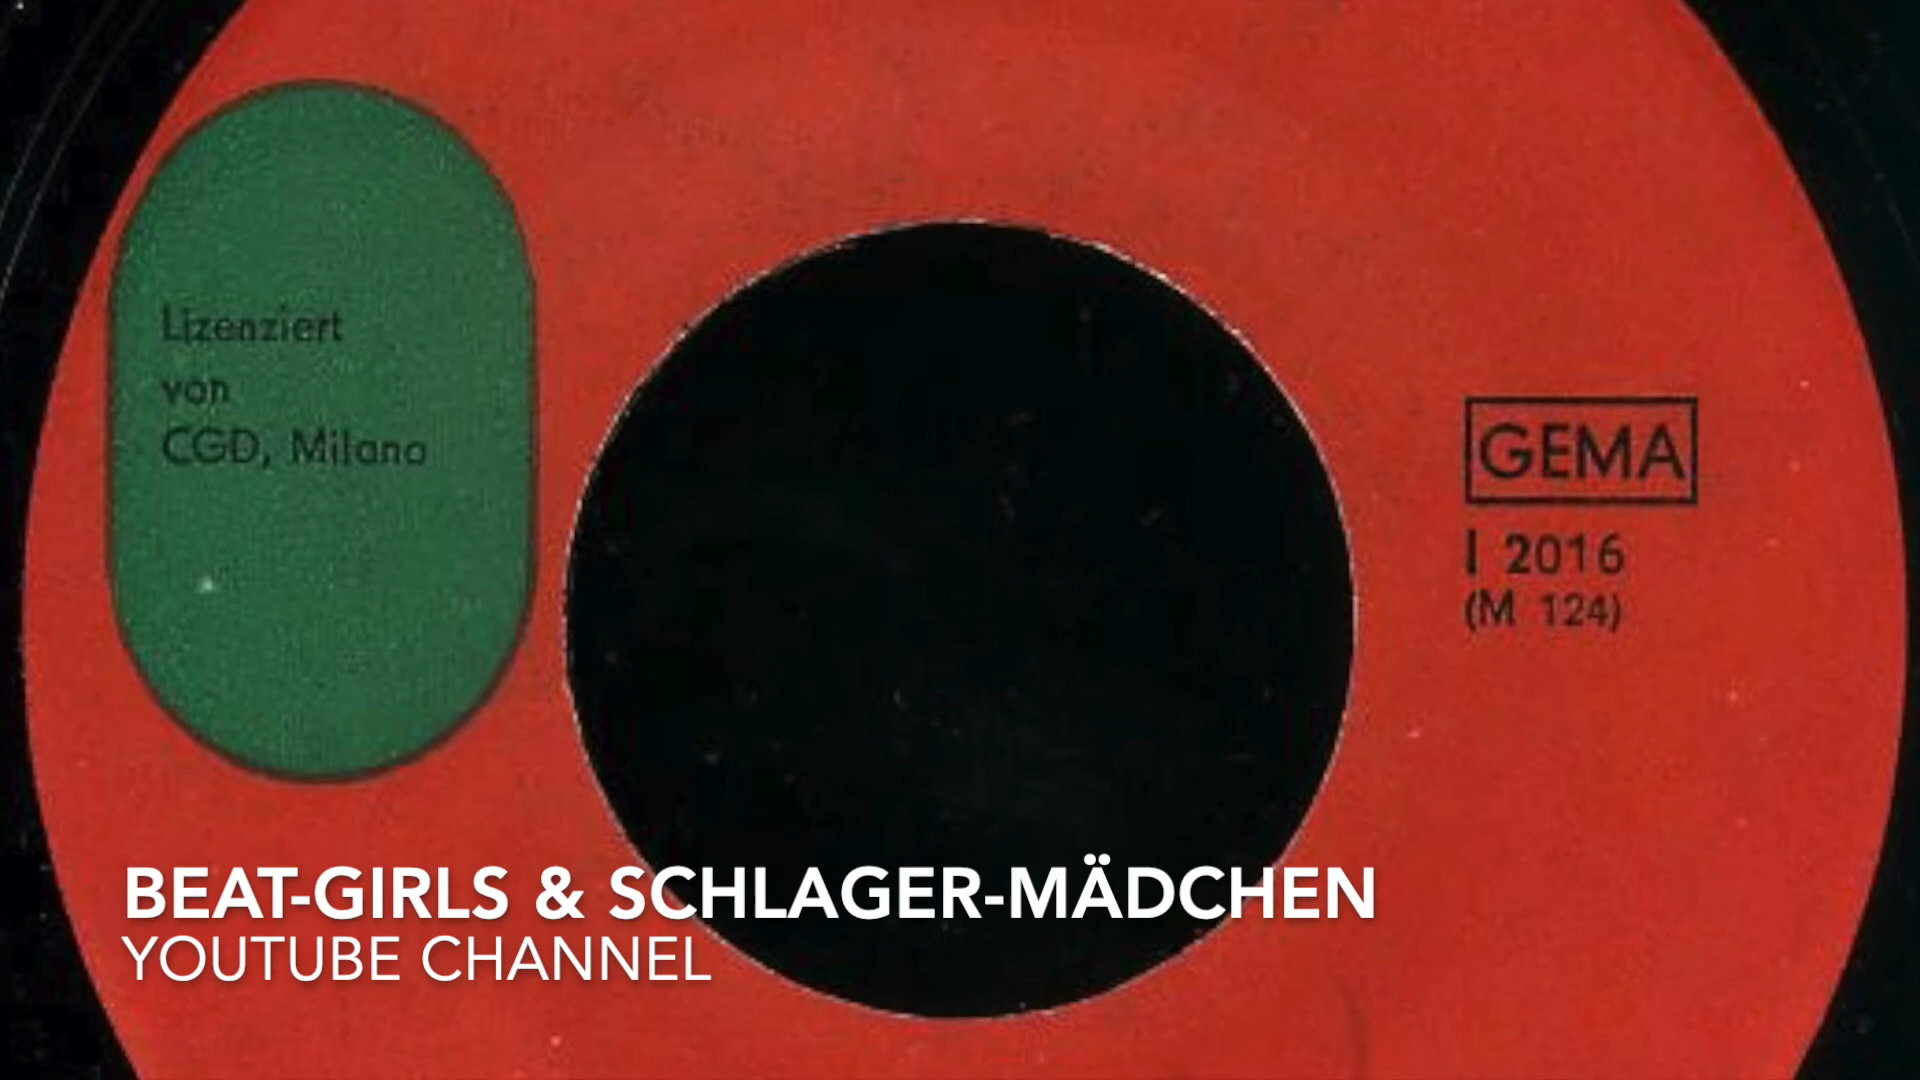 Lizenziert
von
CGD, Milano
GEMA
I 2016
(M 124)
BEAT-GIRLS & SCHLAGER-MÄDCHEN
YOUTUBE CHANNEL